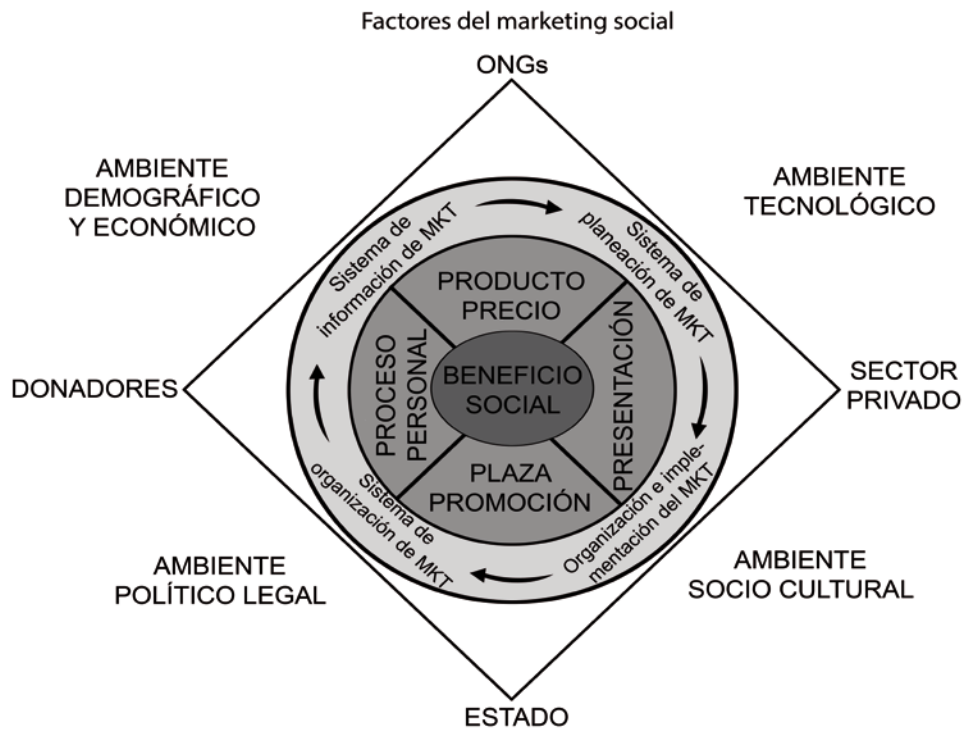 Factores del marketing social
ONGs
AMBIENTE
DEMOGRÁFICO
Y ECONÓMICO
AMBIENTE
TECNOLÓGICO
Sistema de
información de MKT
Sistema de
planeación de MKT
PRODUCTO
PRECIO
PROCESO
PERSONAL
BENEFICIO
SOCIAL
PRESENTACIÓN
DONADORES
SECTOR
PRIVADO
PLAZA
PROMOCIÓN
Sistema de
organización de MKT
Organización e imple-
mentación del MKT
AMBIENTE
POLÍTICO LEGAL
AMBIENTE
SOCIO CULTURAL
ESTADO